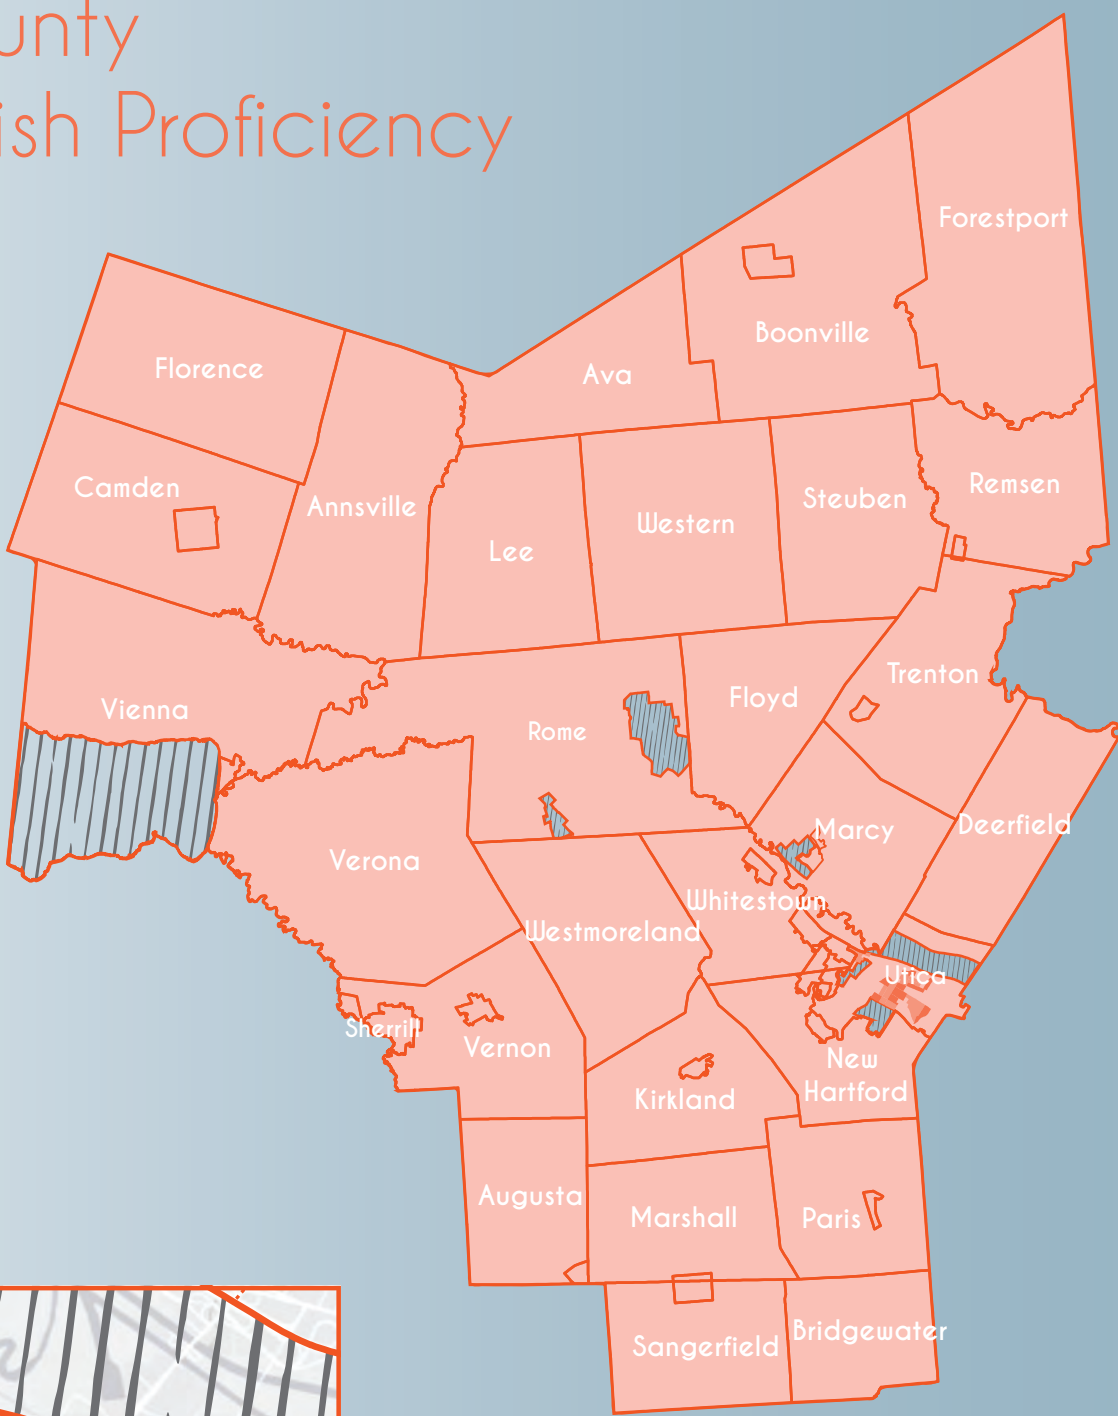 unty
ish Proficiency
Forestport
Boonville
Florence
Ava
Camden
Annsville
Remsen
Steuben
Western
Lee
Trenton
Floyd
Vienna
Rome
Marcy
Deerfield
Verona
Whitestown
Westmoreland
Utica
Sherrill
Vernon
New
Hartford
Kirkland
Augusta
Marshall
Paris
Bridgewater
Sangerfield